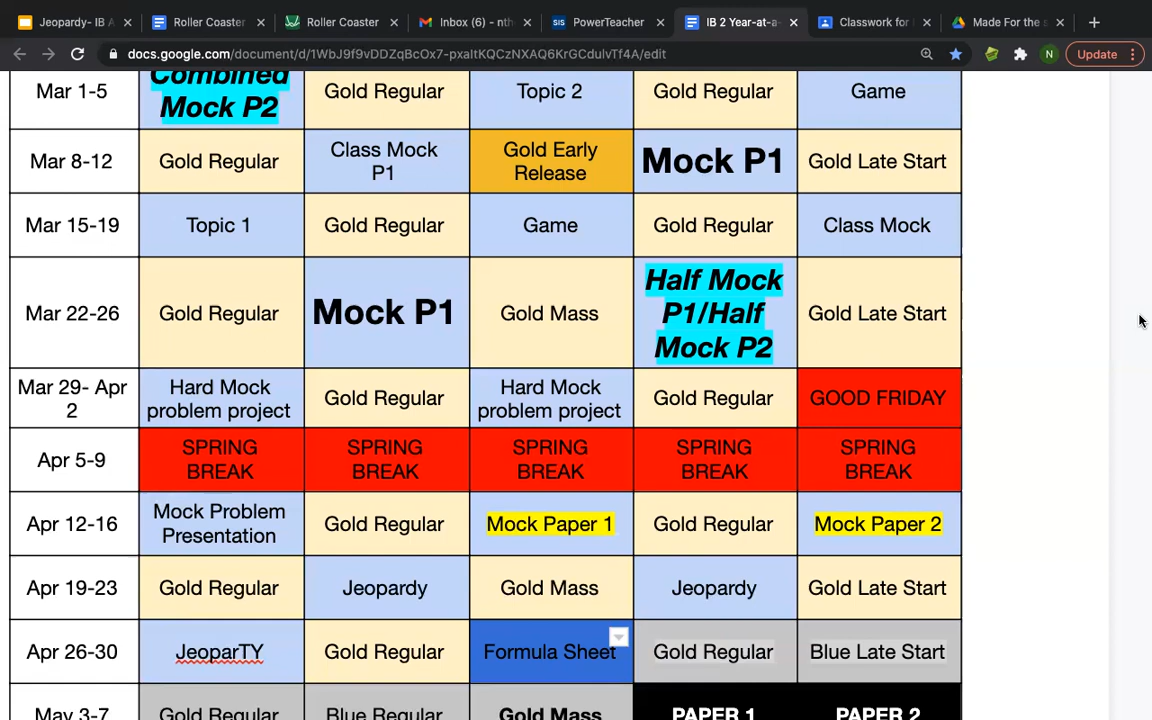 Jeopardy- IB A
Roller Coaster
Roller Coaster
Inbox (6) - nth
PowerTeacher
IB 2 Year-at-a-
Classwork for
Made For the s
docs.google.com/document/d/1WbJ9f9vDDZqBcOx7-pxaItKQCzNXAQ6KrGCdulvTf4A/edit
N
Update
Mar 1-5
Combined
Mock P2
Gold Regular
Topic 2
Gold Regular
Game
Mar 8-12
Gold Regular
Class Mock
P1
Gold Early
Release
Mock P1
Gold Late Start
Mar 15-19
Topic 1
Gold Regular
Game
Gold Regular
Class Mock
Mar 22-26
Gold Regular
Mock P1
Gold Mass
Half Mock
P1/Half
Mock P2
Gold Late Start
Mar 29- Apr
2
Hard Mock
problem project
Gold Regular
Hard Mock
problem project
Gold Regular
GOOD FRIDAY
Apr 5-9
SPRING
BREAK
SPRING
BREAK
SPRING
BREAK
SPRING
BREAK
SPRING
BREAK
Apr 12-16
Mock Problem
Presentation
Gold Regular
Mock Paper 1
Gold Regular
Mock Paper 2
Apr 19-23
Gold Regular
Jeopardy
Gold Mass
Jeopardy
Gold Late Start
Apr 26-30
JeoparTY
Gold Regular
Formula Sheet
Gold Regular
Blue Late Start
May 3-7
Gold Regular
Blue Regular
Gold Mass
PAPER 1
PAPER 2